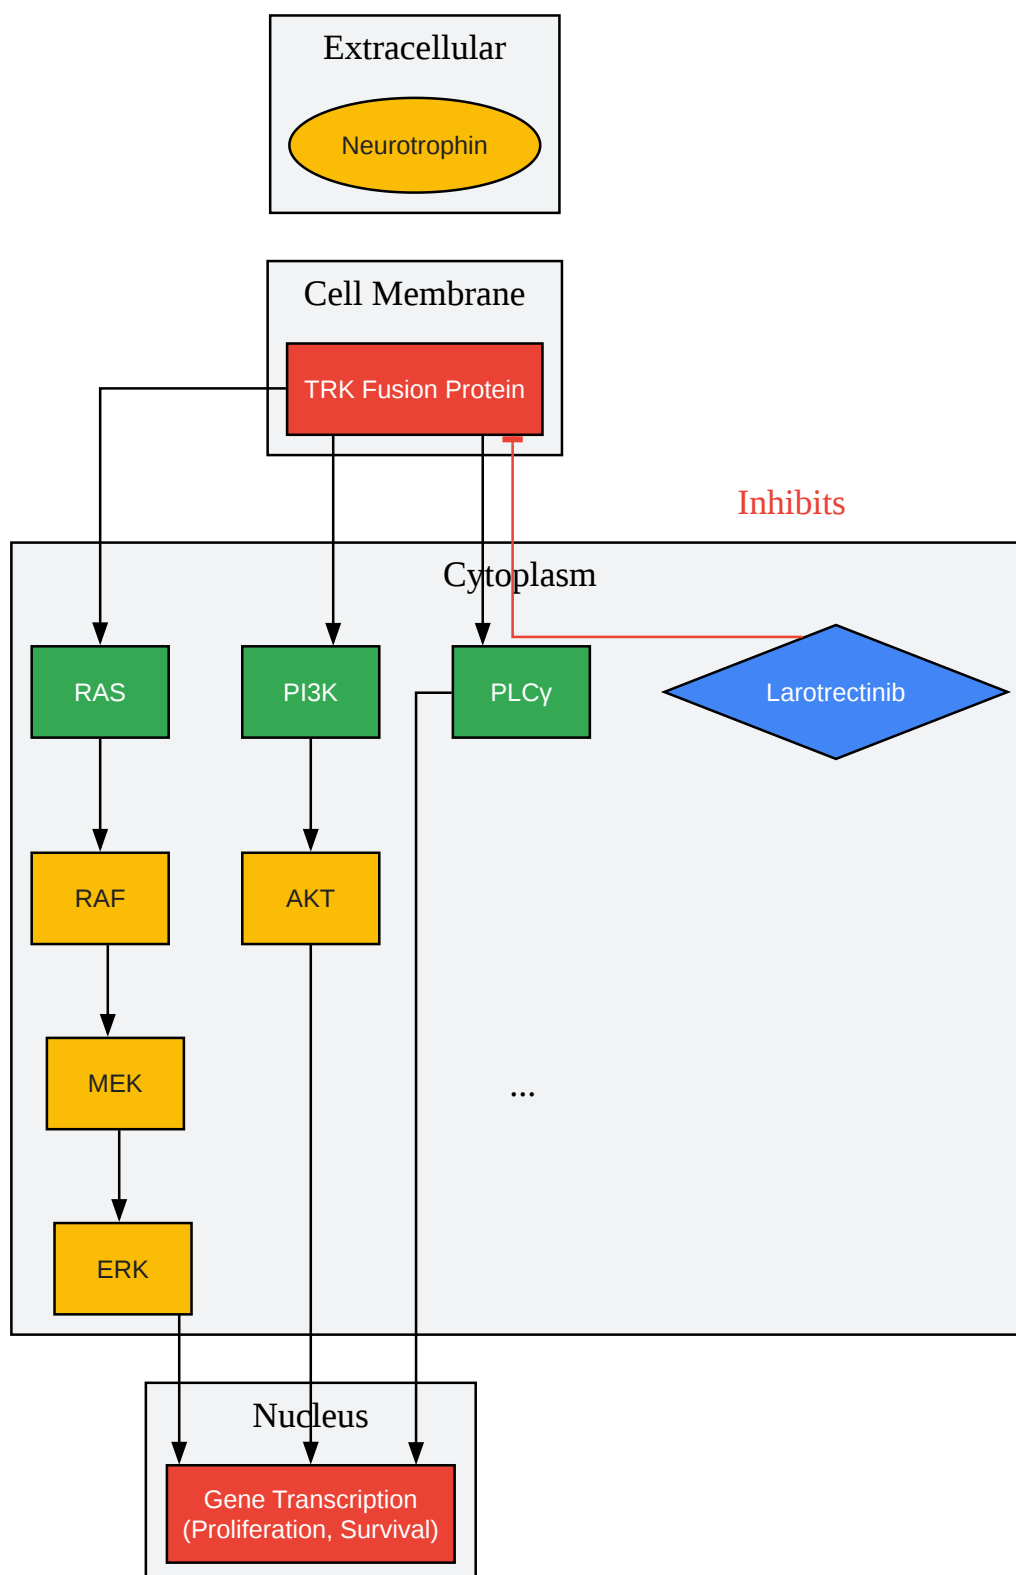 Extracellular
Neurotrophin
Cell Membrane
TRK Fusion Protein
Inhibits
Cytoplasm
RAS
PI3K
PLCγ
Larotrectinib
RAF
AKT
MEK
...
ERK
Nucleus
Gene Transcription
(Proliferation, Survival)